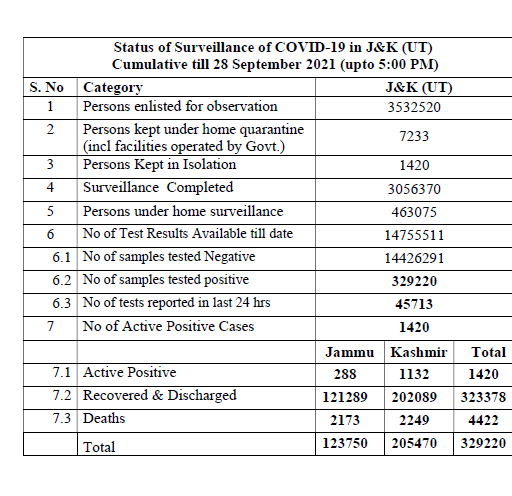 Status of Surveillance of COVID-19 in J&K (UT)
Cumulative till 28 September 2021 (upto 5:00 PM)
S. No Category J&K (UT)
1 Persons enlisted for observation 3532520
2 Persons kept under home quarantine
(incl facilities operated by Govt.) 7233
3 Persons Kept in Isolation 1420
4 Surveillance Completed 3056370
5 Persons under home surveillance 463075
6 No of Test Results Available till date 14755511
6.1 No of samples tested Negative 14426291
6.2 No of samples tested positive 329220
6.3 No of tests reported in last 24 hrs 45713
7 No of Active Positive Cases 1420
Jammu Kashmir Total
7.1 Active Positive 288 1132 1420
7.2 Recovered & Discharged 121289 202089 323378
7.3 Deaths 2173 2249 4422
Total 123750 205470 329220